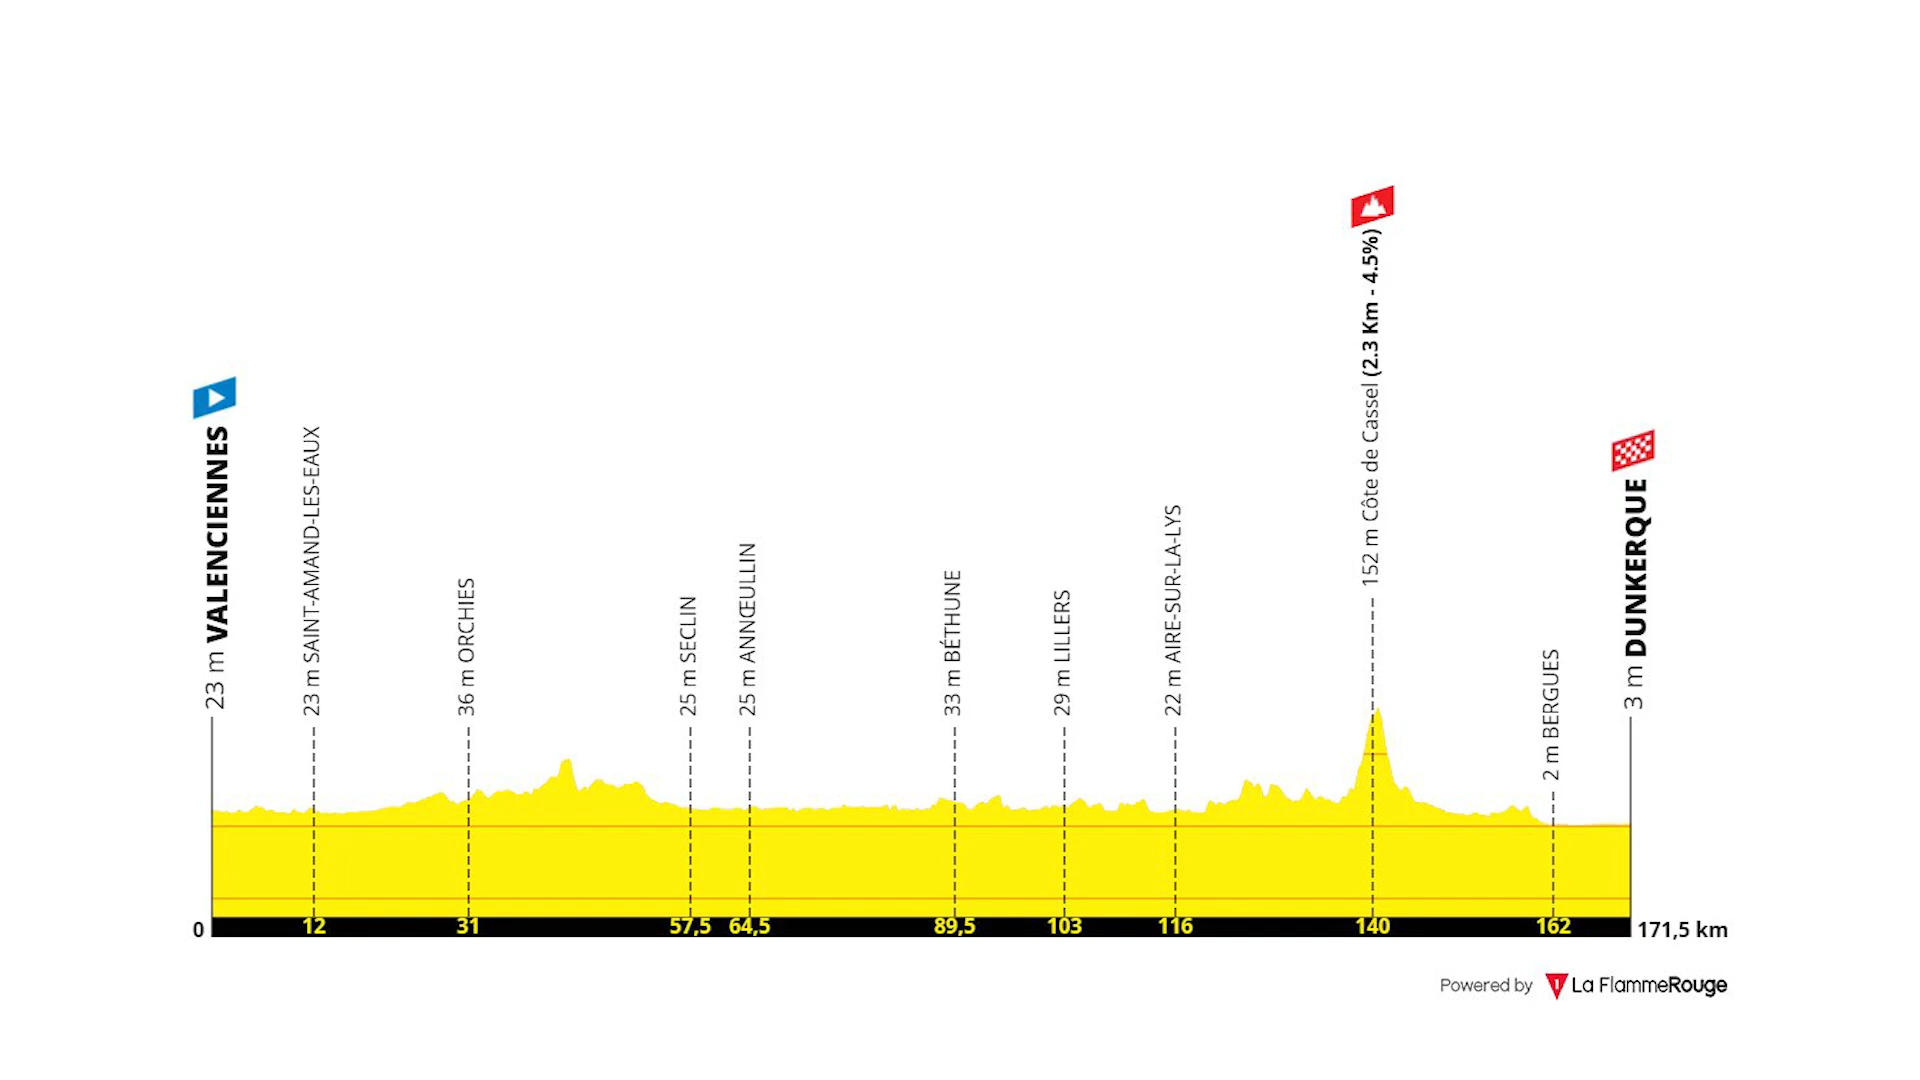 23 m VALENCIENNES
23 m SAINT-AMAND-LES-EAUX
36 m ORCHIES
25 m SECLIN
25 m ANNŒULLIN
33 m BÉTHUNE
29 m LILLERS
22 m AIRE-SUR-LA-LYS
152 m Côte de Cassel (2.3 Km - 4.5%)
2 m BERGUES
3 m DUNKERQUE
0 12 31 57,5 64,5 89,5 103 116 140 162 171,5 km
Powered by La FlammeRouge